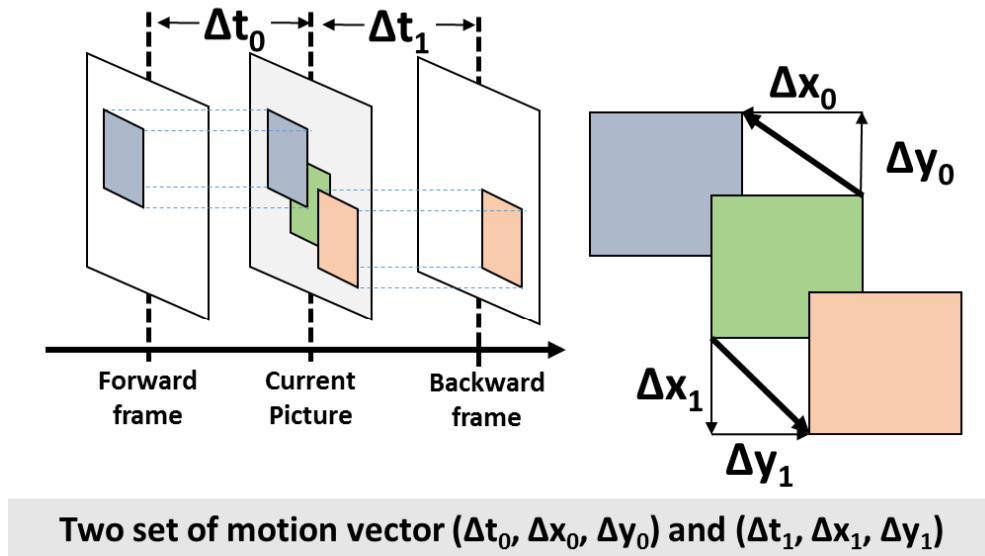 Δt₀ Δt₁
Δx₀
Δy₀
Δx₁
Δy₁
Forward frame
Current Picture
Backward frame
Two set of motion vector (Δt₀, Δx₀, Δy₀) and (Δt₁, Δx₁, Δy₁)